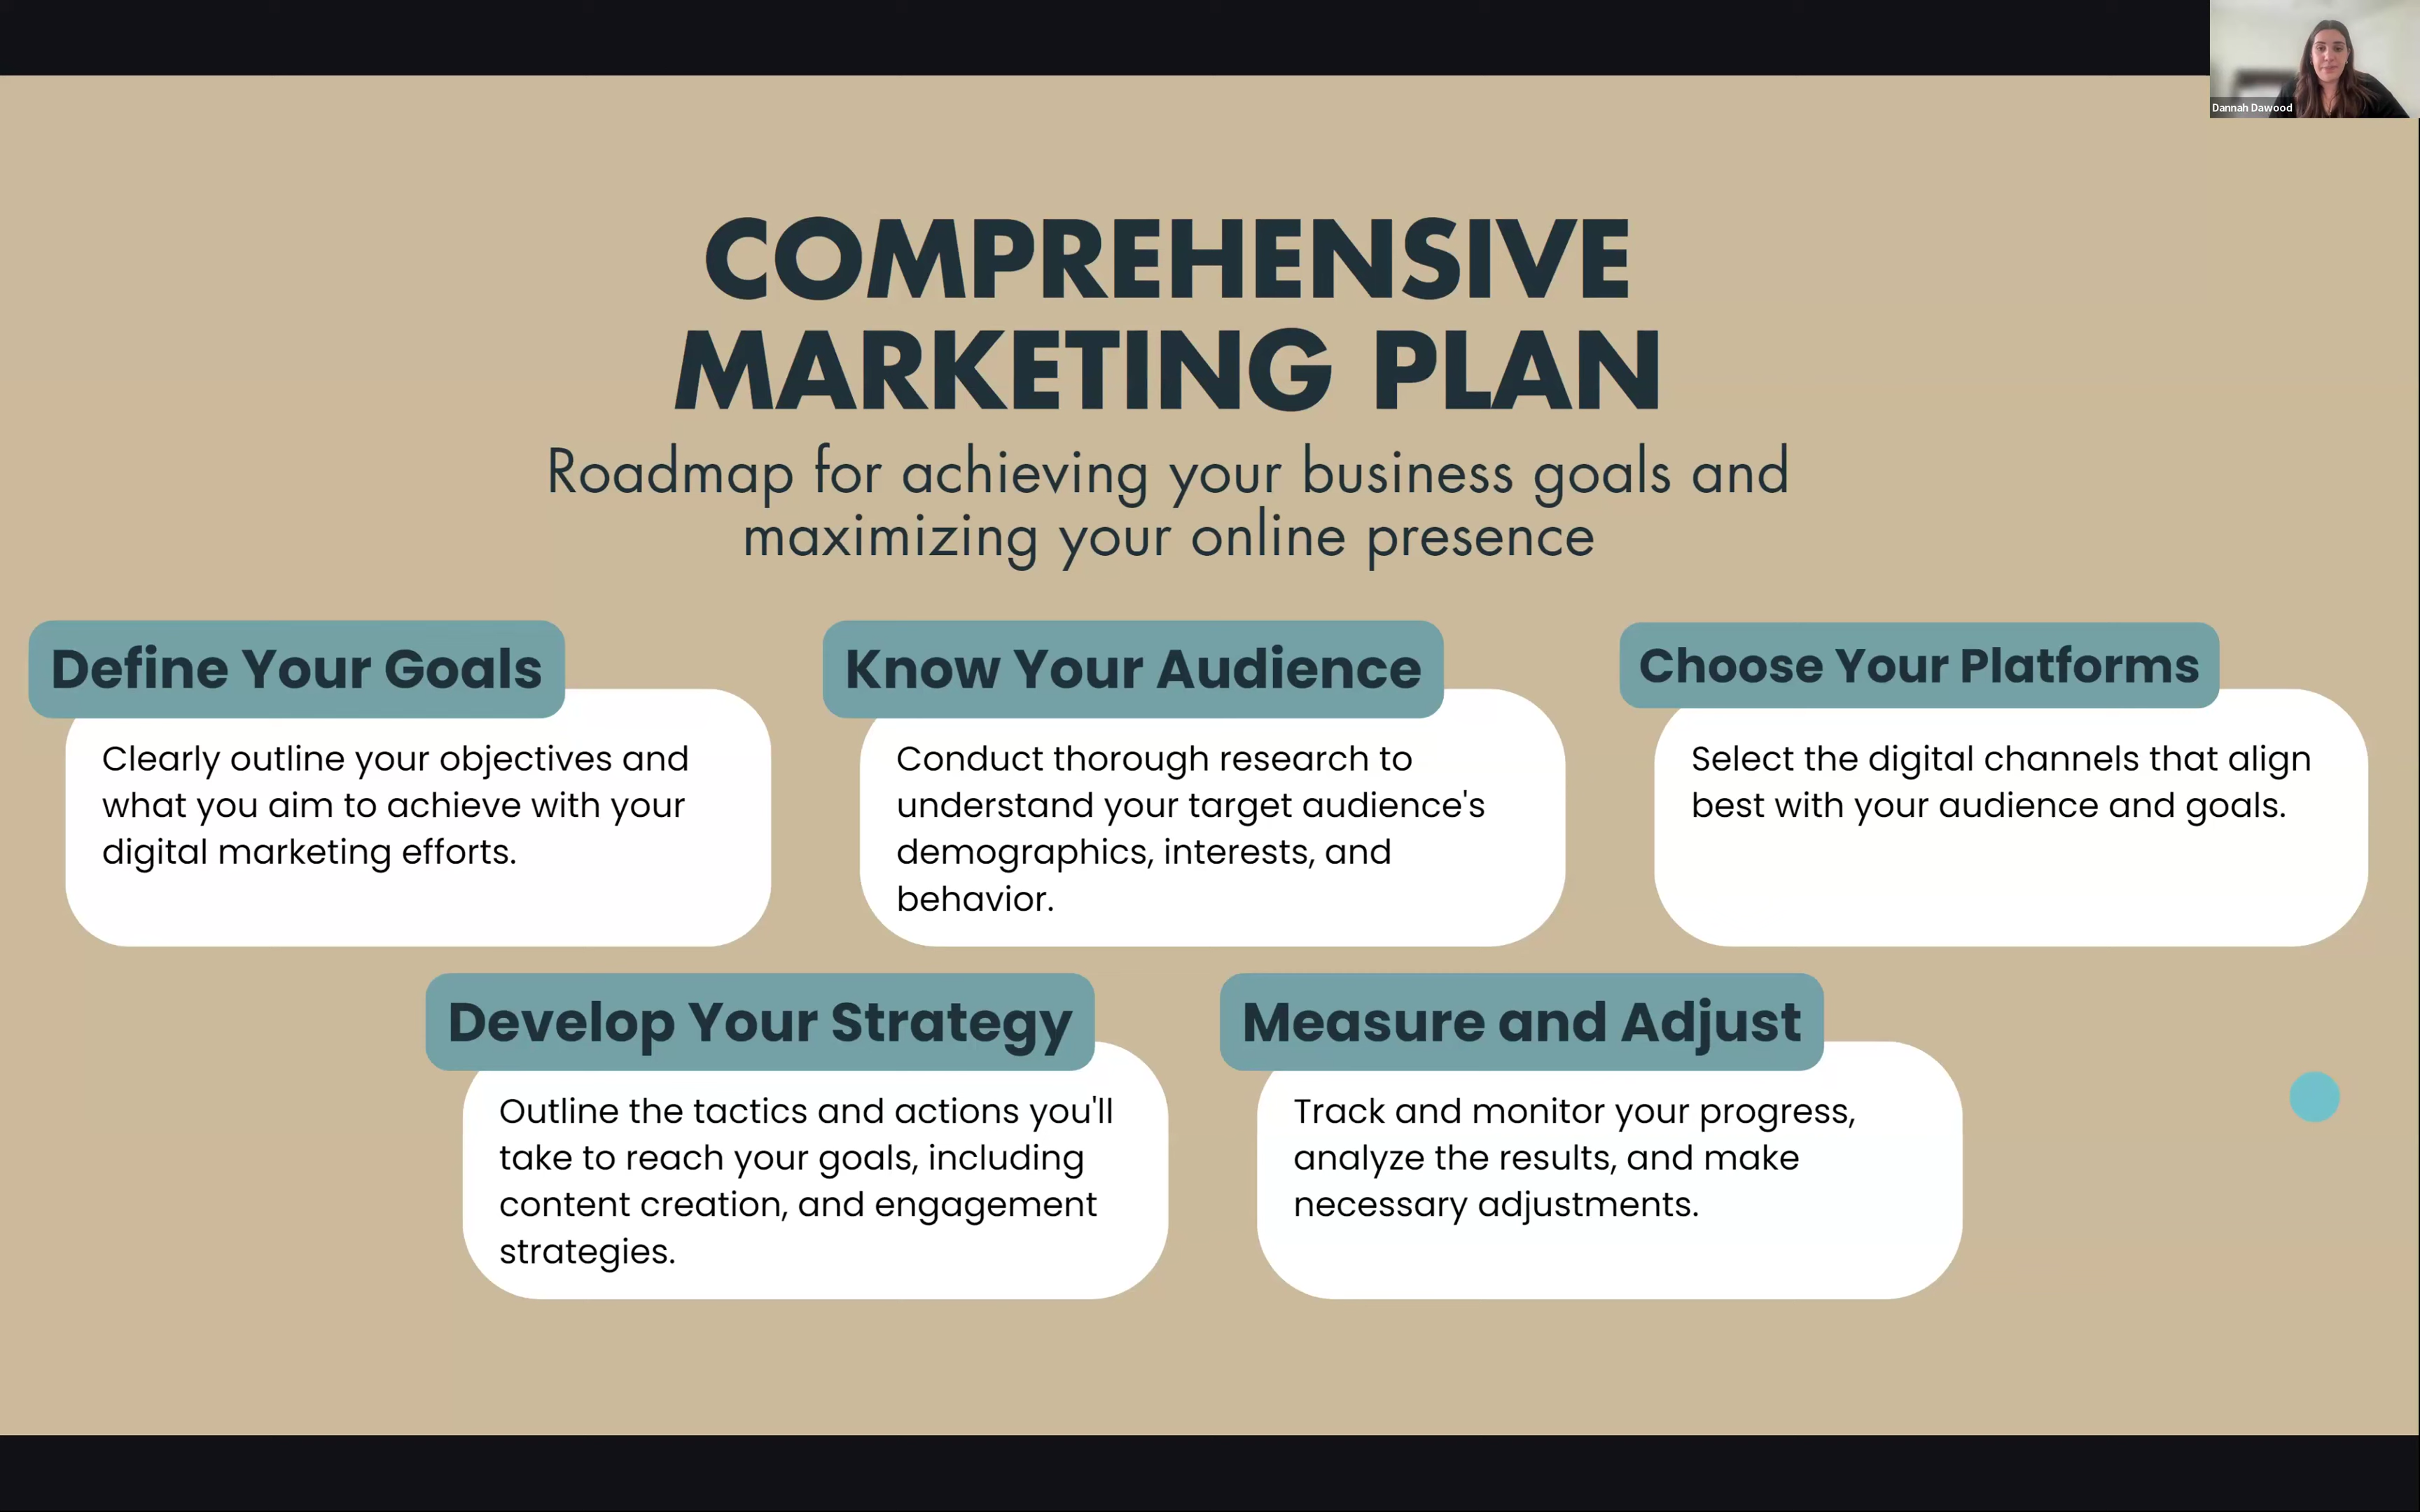 Dannah Dawood
COMPREHENSIVE
MARKETING PLAN
Roadmap for achieving your business goals and
maximizing your online presence
Define Your Goals
Clearly outline your objectives and
what you aim to achieve with your
digital marketing efforts.
Know Your Audience
Conduct thorough research to
understand your target audience's
demographics, interests, and
behavior.
Choose Your Platforms
Select the digital channels that align
best with your audience and goals.
Develop Your Strategy
Outline the tactics and actions you'll
take to reach your goals, including
content creation, and engagement
strategies.
Measure and Adjust
Track and monitor your progress,
analyze the results, and make
necessary adjustments.